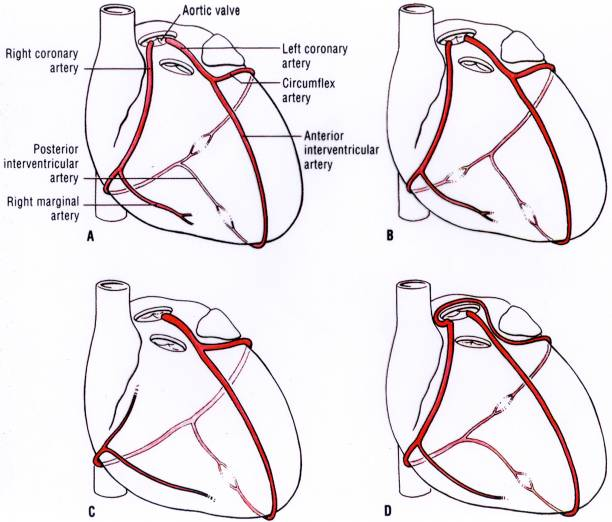 Aortic valve
Right coronary
artery
Left coronary
artery
Circumflex
artery
Anterior
interventricular
artery
Posterior
interventricular
artery
Right marginal
artery
A
B
C
D